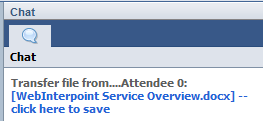 Chat
Chat
Transfer file from....Attendee 0:
[WebInterpoint Service Overview.docx] --
click here to save